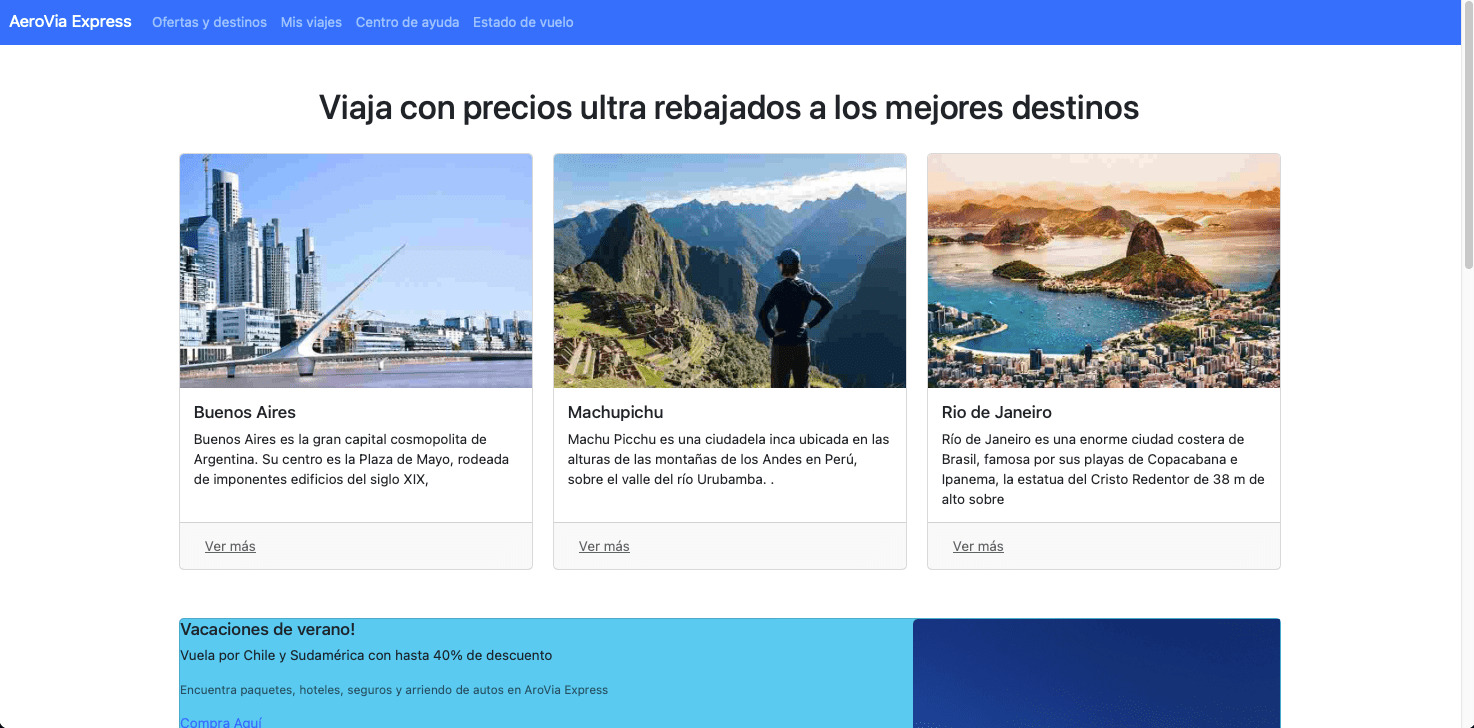 AeroVia Express Ofertas y destinos Mis viajes Centro de ayuda Estado de vuelo
Viaja con precios ultra rebajados a los mejores destinos
Buenos Aires
Buenos Aires es la gran capital cosmopolita de
Argentina. Su centro es la Plaza de Mayo, rodeada
de imponentes edificios del siglo XIX,
Ver más
Machupichu
Machu Picchu es una ciudadela inca ubicada en las
alturas de las montañas de los Andes en Perú,
sobre el valle del río Urubamba. .
Ver más
Rio de Janeiro
Río de Janeiro es una enorme ciudad costera de
Brasil, famosa por sus playas de Copacabana e
Ipanema, la estatua del Cristo Redentor de 38 m de
alto sobre
Ver más
Vacaciones de verano!
Vuela por Chile y Sudamérica con hasta 40% de descuento
Encuentra paquetes, hoteles, seguros y arriendo de autos en AroVia Express
Compra Aquí